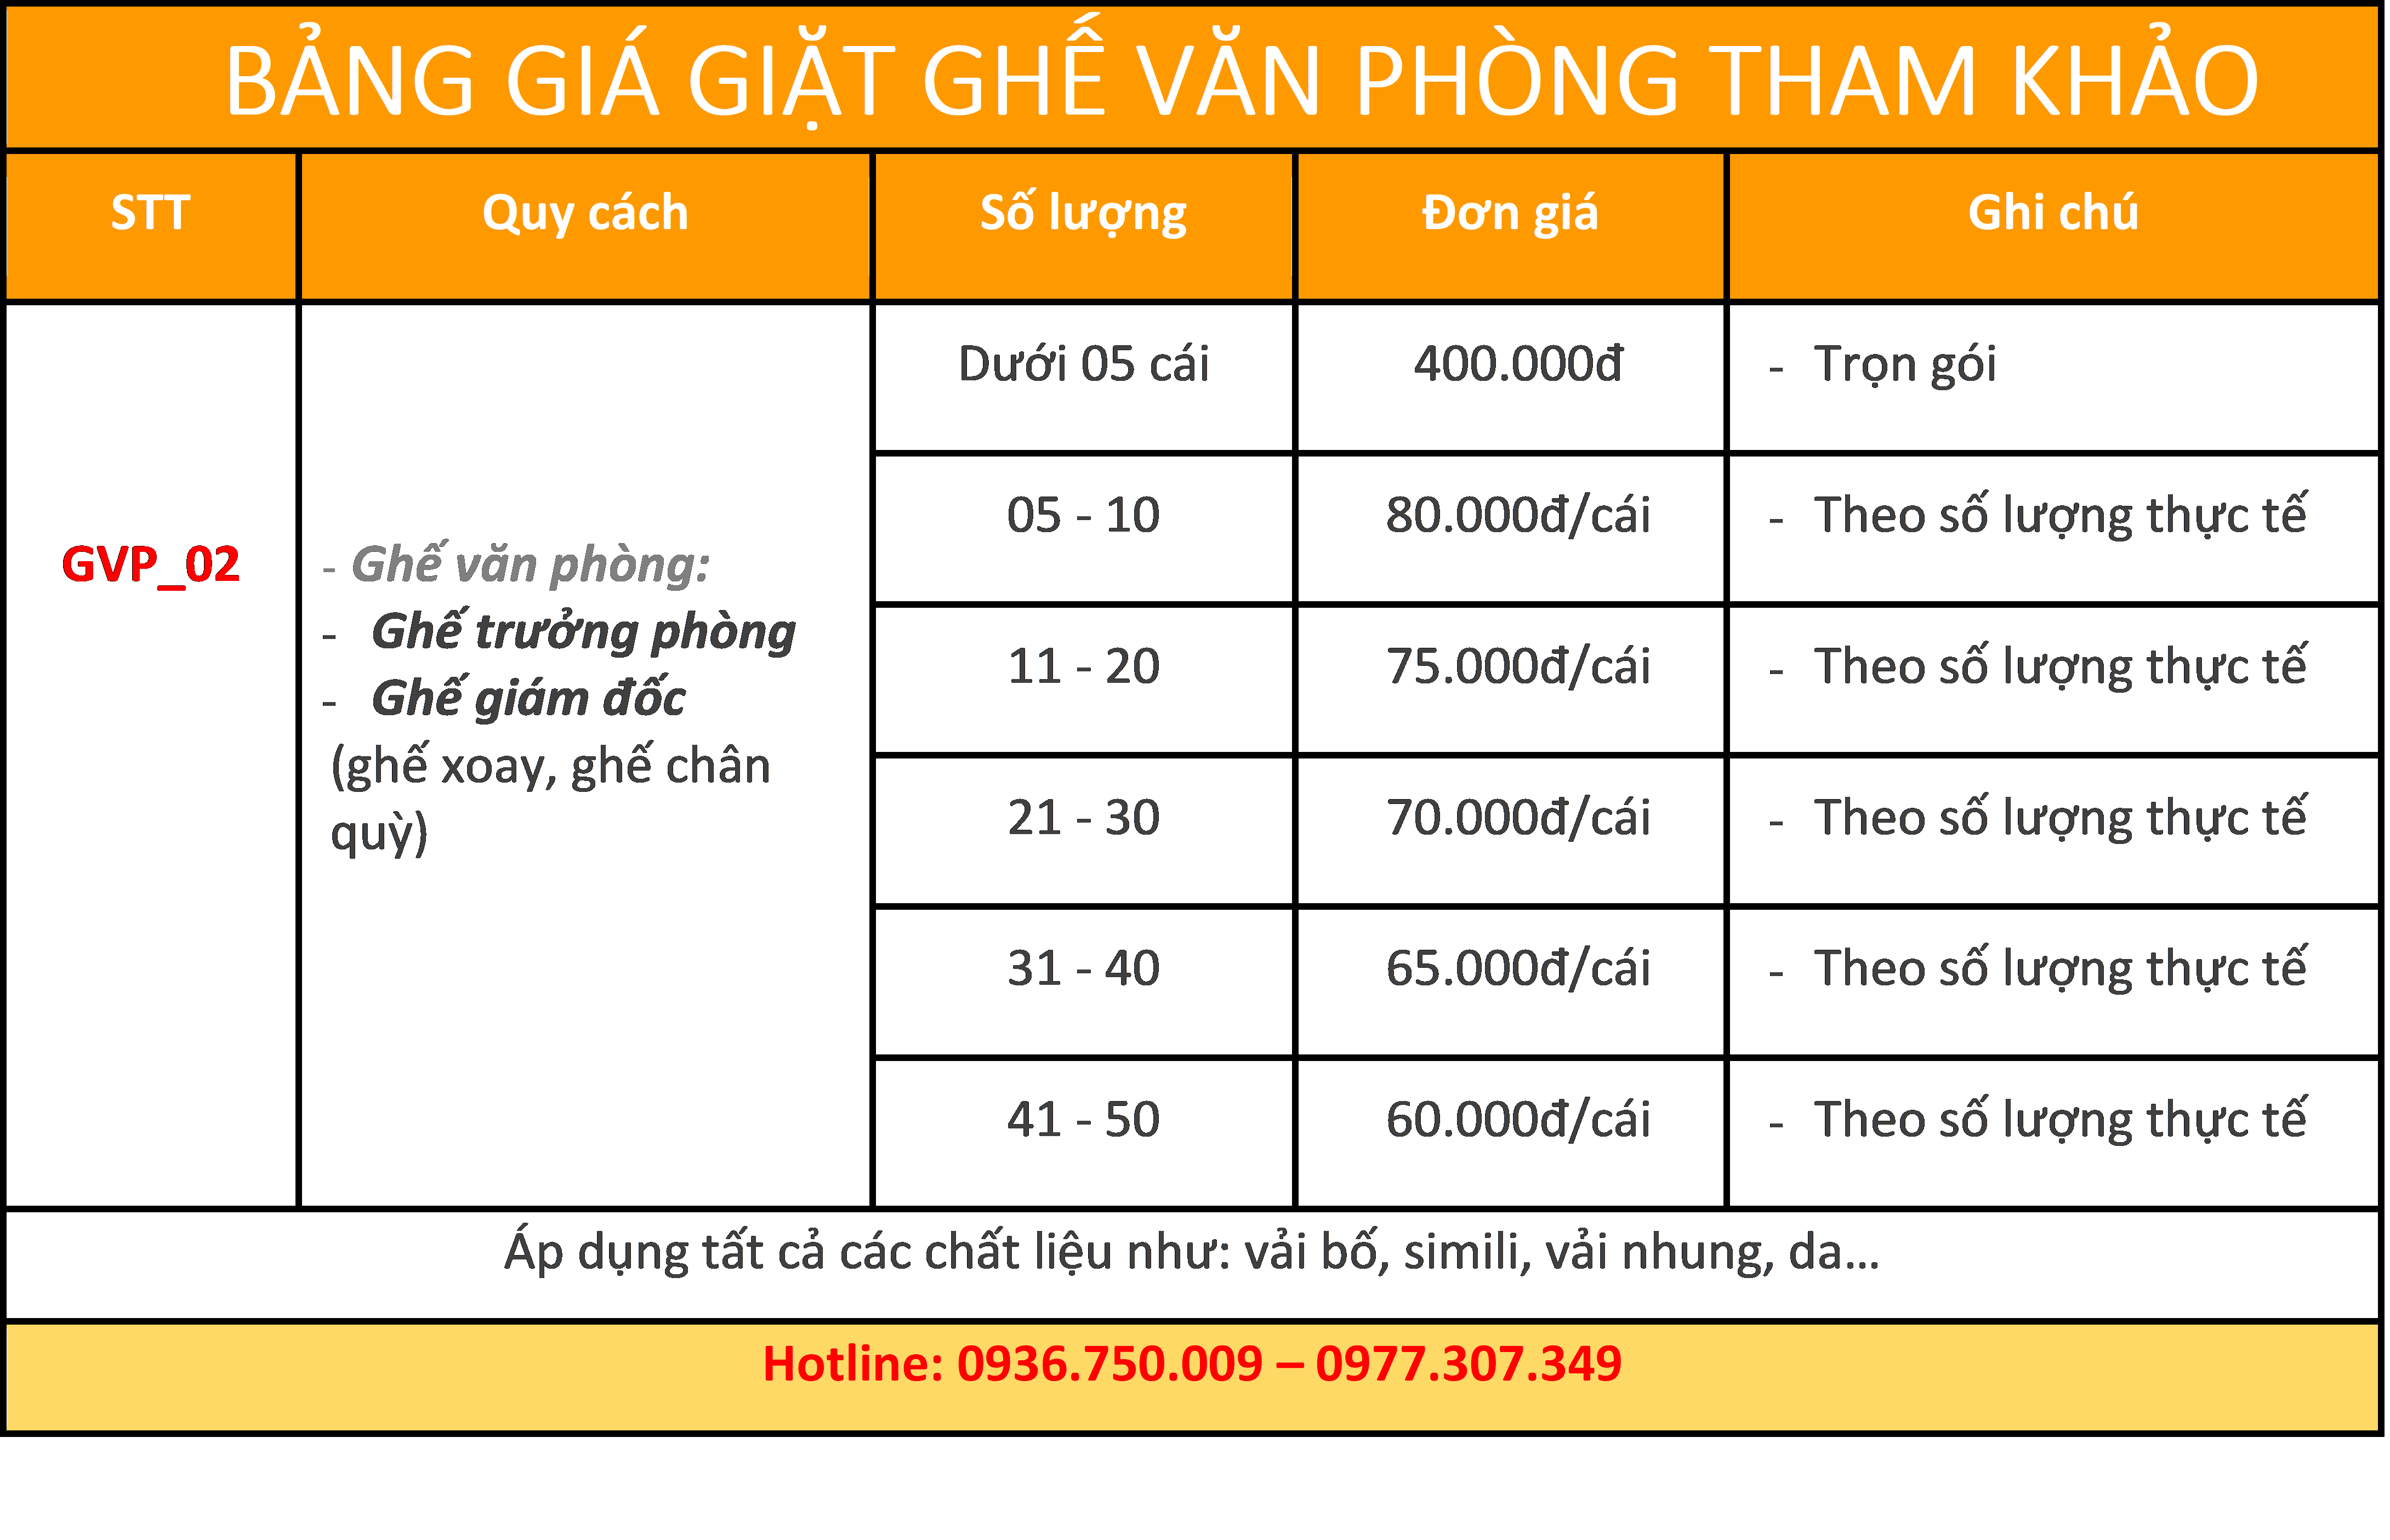 BẢNG GIÁ GIẶT GHẾ VĂN PHÒNG THAM KHẢO
STT Quy cách Số lượng Đơn giá Ghi chú
GVP_02
- Ghế văn phòng:
- Ghế trưởng phòng
- Ghế giám đốc
(ghế xoay, ghế chân
quỳ)
Dưới 05 cái 400.000đ - Trọn gói
05 - 10 80.000đ/cái - Theo số lượng thực tế
11 - 20 75.000đ/cái - Theo số lượng thực tế
21 - 30 70.000đ/cái - Theo số lượng thực tế
31 - 40 65.000đ/cái - Theo số lượng thực tế
41 - 50 60.000đ/cái - Theo số lượng thực tế
Áp dụng tất cả các chất liệu như: vải bố, simili, vải nhung, da...
Hotline: 0936.750.009 – 0977.307.349